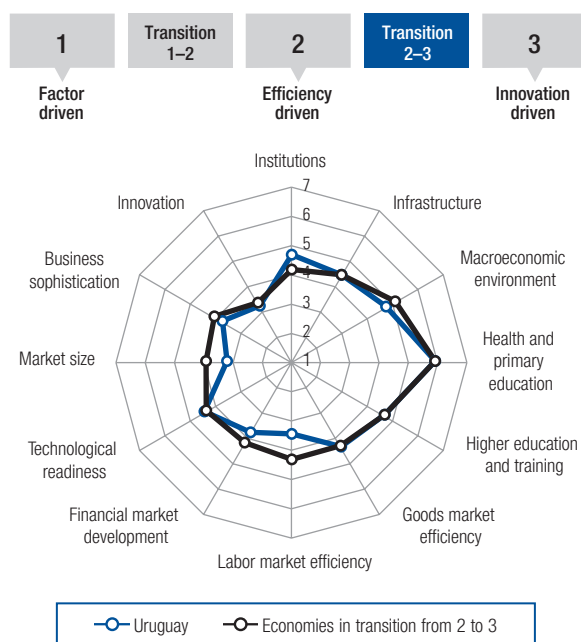 1
Transition
1–2
2
Transition
2–3
3
Factor
driven
Efficiency
driven
Innovation
driven
Institutions
7
6
5
4
3
2
1
Infrastructure
Macroeconomic
environment
Health and
primary
education
Higher education
and training
Goods market
efficiency
Labor market efficiency
Financial market
development
Technological
readiness
Market size
Business
sophistication
Innovation
Uruguay
Economies in transition from 2 to 3